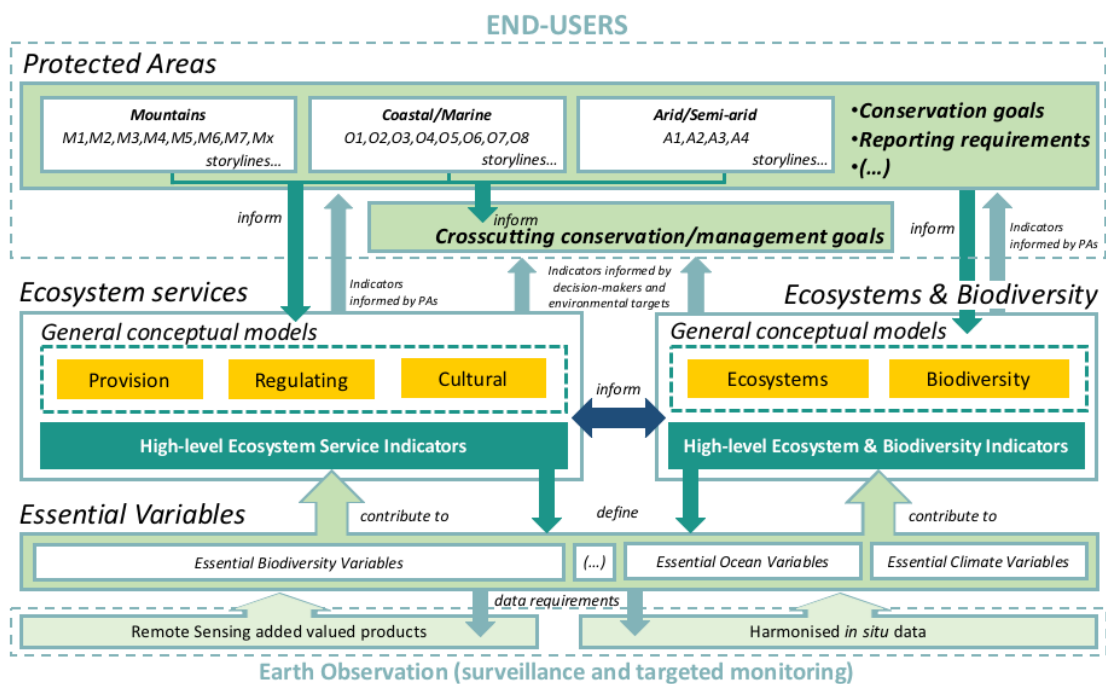 END-USERS
Protected Areas
Mountains
M1,M2,M3,M4,M5,M6,M7,Mx
storylines...
Coastal/Marine
O1,O2,O3,O4,O5,O6,O7,O8
storylines...
Arid/Semi-arid
A1,A2,A3,A4
storylines...
•Conservation goals
•Reporting requirements
•(...)
inform
inform
Crosscutting conservation/management goals
inform
Indicators
informed by PAs
Indicators
informed by PAs
Indicators informed by
decision-makers and
environmental targets
Ecosystem services
General conceptual models
Provision
Regulating
Cultural
High-level Ecosystem Service Indicators
inform
Ecosystems & Biodiversity
General conceptual models
Ecosystems
Biodiversity
High-level Ecosystem & Biodiversity Indicators
Essential Variables
contribute to
define
contribute to
Essential Biodiversity Variables
(...)
Essential Ocean Variables
Essential Climate Variables
data requirements
Remote Sensing added valued products
Harmonised in situ data
Earth Observation (surveillance and targeted monitoring)